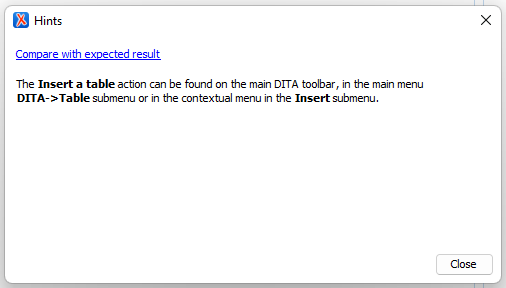 Hints
Compare with expected result
The Insert a table action can be found on the main DITA toolbar, in the main menu
DITA->Table submenu or in the contextual menu in the Insert submenu.
Close